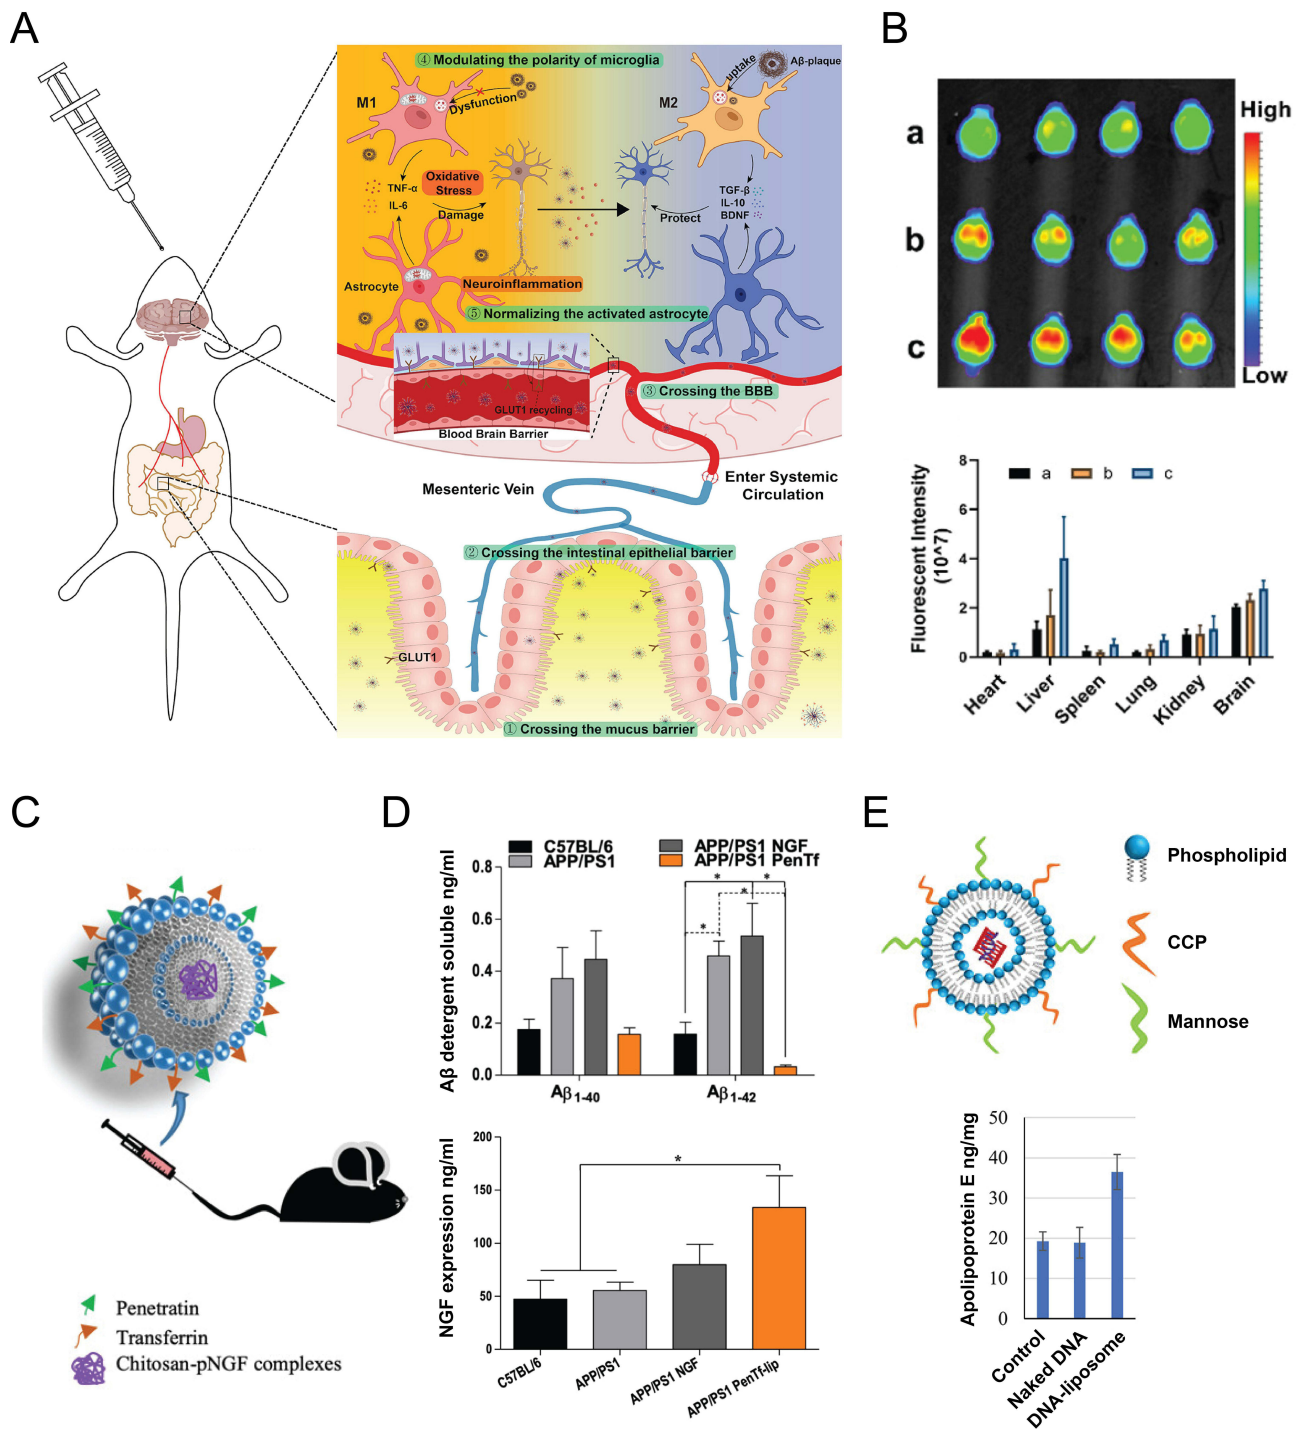 A
④ Modulating the polarity of microglia
M1
Dysfunction
M2
uptake
Aβ-plaque
TNF-α
IL-6
Oxidative
Stress
Damage
TGF-β
IL-10
BDNF
Protect
Astrocyte
Neuroinflammation
⑤ Normalizing the activated astrocyte
GLUT1 recycling
Blood Brain Barrier
③ Crossing the BBB
Mesenteric Vein
Enter Systemic
Circulation
② Crossing the intestinal epithelial barrier
GLUT1
① Crossing the mucus barrier
B
a
b
c
High
Low
Fluorescent Intensity
(10^7)
8
6
4
2
0
a b c
Heart
Liver
Spleen
Lung
Kidney
Brain
C
Penetratin
Transferrin
Chitosan-pNGF complexes
D
C57BL/6
APP/PS1
APP/PS1 NGF
APP/PS1 PenTf
Aβ detergent soluble ng/ml
0.8
0.6
0.4
0.2
0.0
* *
*
*
Aβ1-40
Aβ1-42
NGF expression ng/ml
200
150
100
50
0
*
C57BL/6
APP/PS1
APP/PS1 NGF
APP/PS1 PenTf-lip
E
Phospholipid
CCP
Mannose
Apolipoprotein E ng/mg
50
40
30
20
10
0
Control
Naked DNA
DNA-liposome